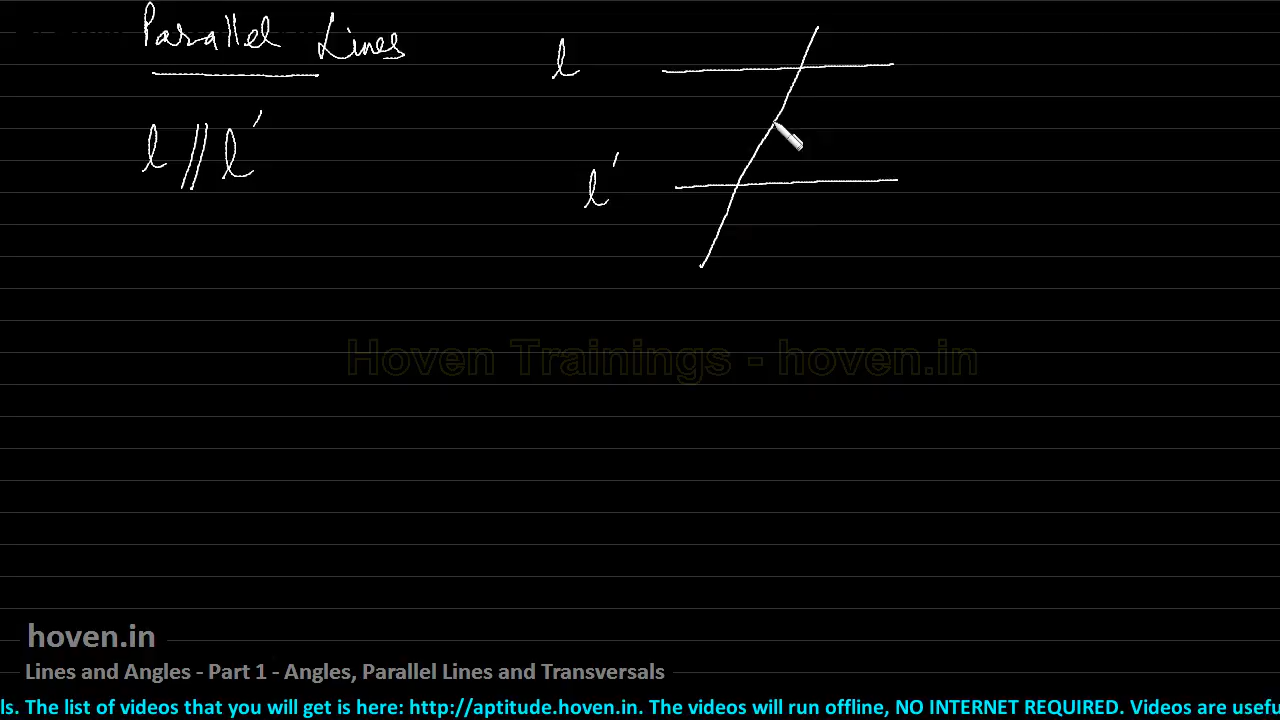 Parallel Lines
l
l // l'
l'
Hoven Trainings - hoven.in
hoven.in
Lines and Angles - Part 1 - Angles, Parallel Lines and Transversals
ls. The list of videos that you will get is here: http://aptitude.hoven.in. The videos will run offline, NO INTERNET REQUIRED. Videos are usefu